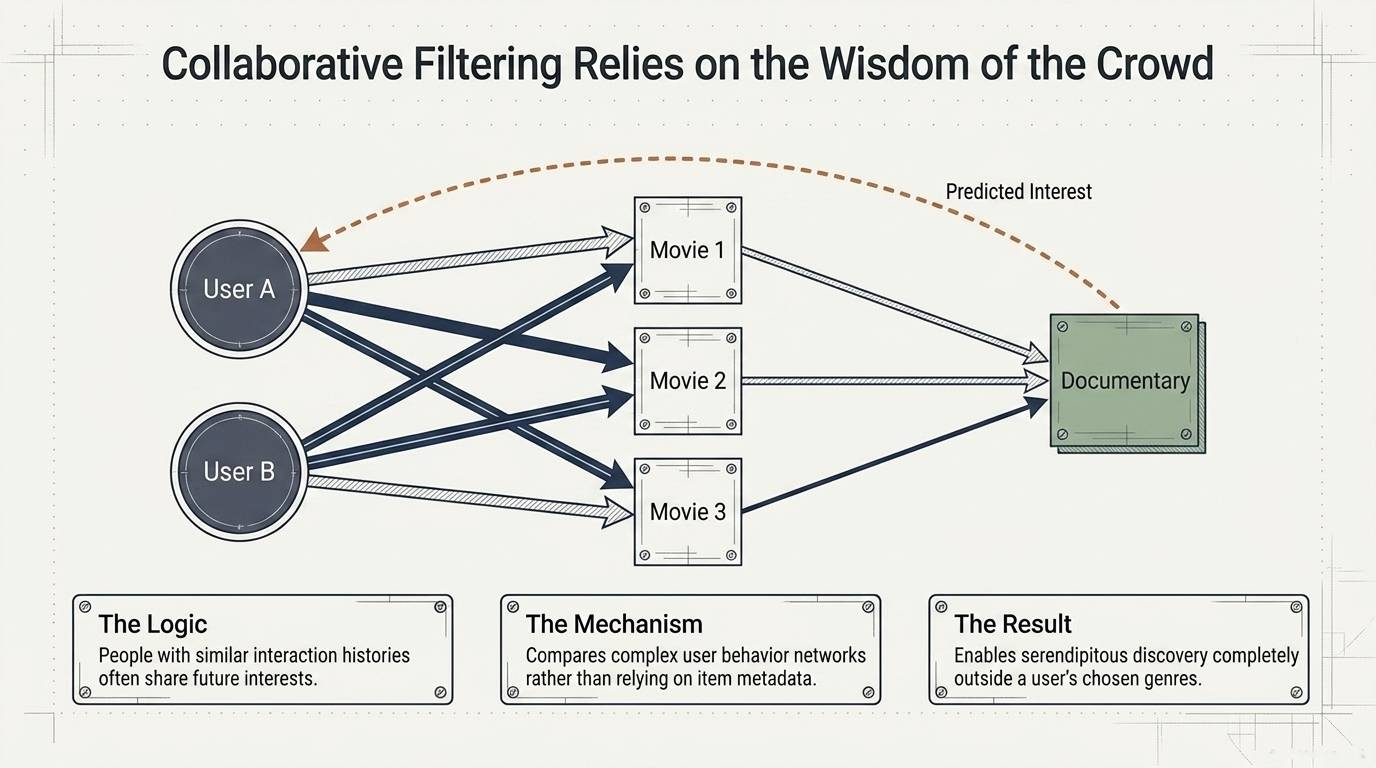 Collaborative Filtering Relies on the Wisdom of the Crowd
Predicted Interest
User A
Movie 1
Movie 2
Documentary
User B
Movie 3
The Logic
People with similar interaction histories
often share future interests.
The Mechanism
Compares complex user behavior networks
rather than relying on item metadata.
The Result
Enables serendipitous discovery completely
outside a user's chosen genres.